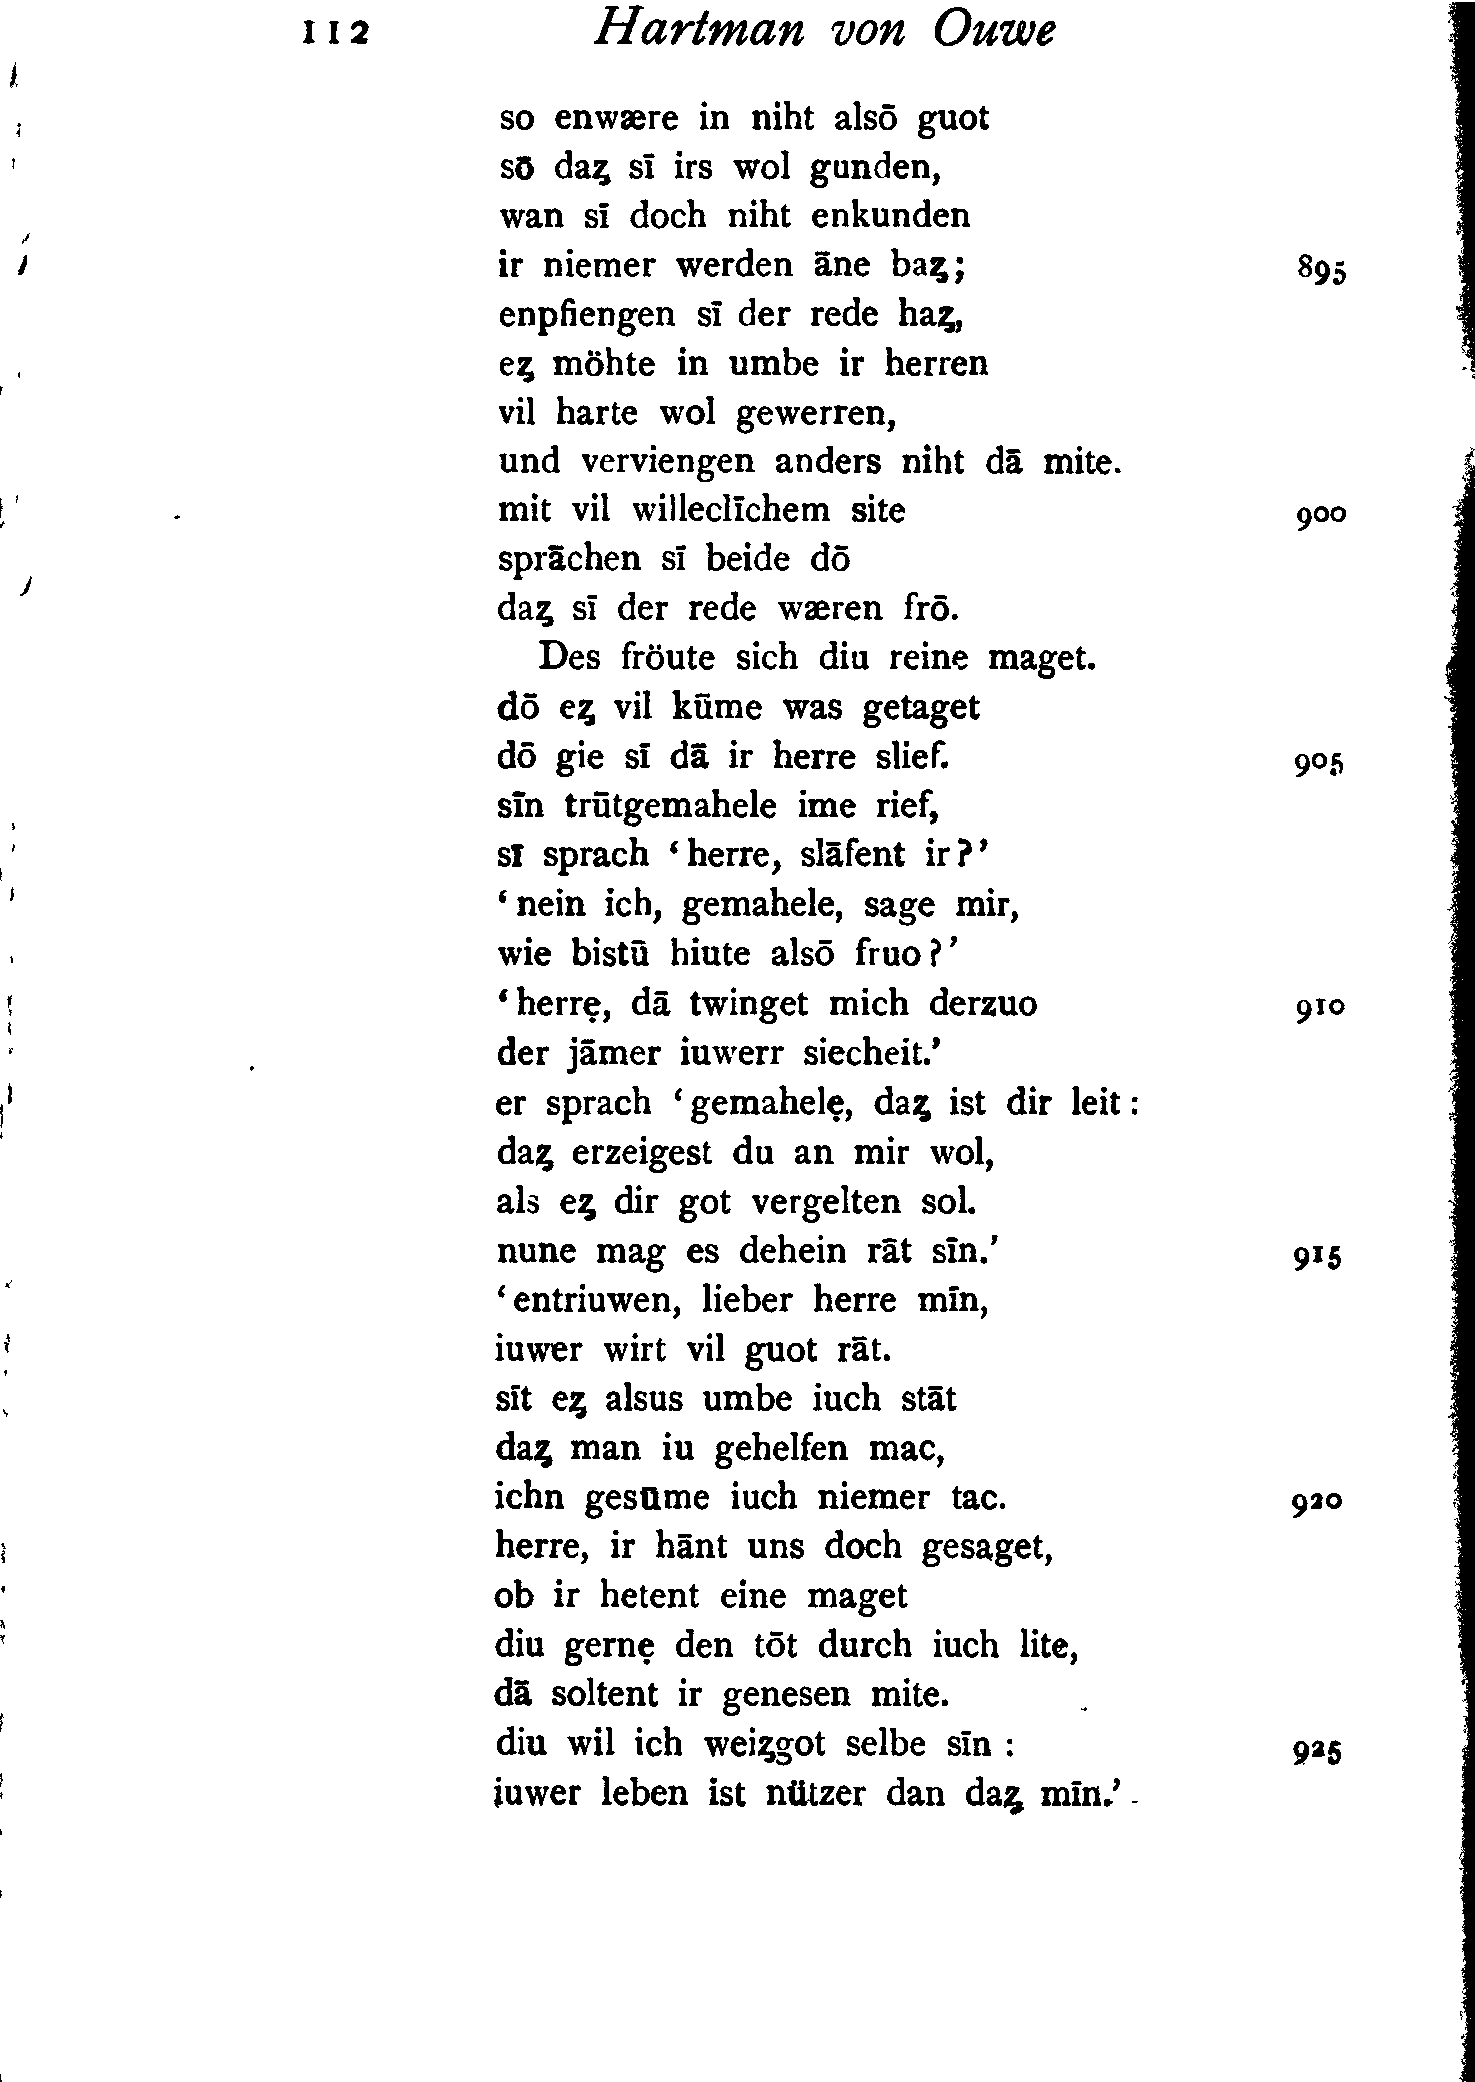 112 Hartman von Ouwe
so enwære in niht alsō guot
sō daȥ sī irs wol gunden,
wan sī doch niht enkunden
ir niemer werden āne baȥ; 895
enpfiengen sī der rede haȥ,
eȥ möhte in umbe ir herren
vil harte wol gewerren,
und verviengen anders niht dā mite.
mit vil willeclīchem site 900
sprāchen sī beide dō
daȥ sī der rede wæren frō.
Des fröute sich diu reine maget.
dō eȥ vil kūme was getaget
dō gie sī dā ir herre slief. 905
sīn trūtgemahele ime rief,
sī sprach ‘herre, slāfent ir?’
‘nein ich, gemahele, sage mir,
wie bistū hiute alsō fruo?’
‘herrẹ, dā twinget mich derzuo 910
der jāmer iuwerr siecheit.’
er sprach ‘gemahelẹ, daȥ ist dir leit:
daȥ erzeigest du an mir wol,
als eȥ dir got vergelten sol.
nune mag es dehein rāt sīn.’ 915
‘entriuwen, lieber herre mīn,
iuwer wirt vil guot rāt.
sīt eȥ alsus umbe iuch stāt
daȥ man iu gehelfen mac,
ichn gesūme iuch niemer tac. 920
herre, ir hānt uns doch gesaget,
ob ir hetent eine maget
diu gernẹ den tōt durch iuch lite,
dā soltent ir genesen mite.
diu wil ich weiȥgot selbe sīn: 925
iuwer leben ist nützer dan daȥ mīn.’